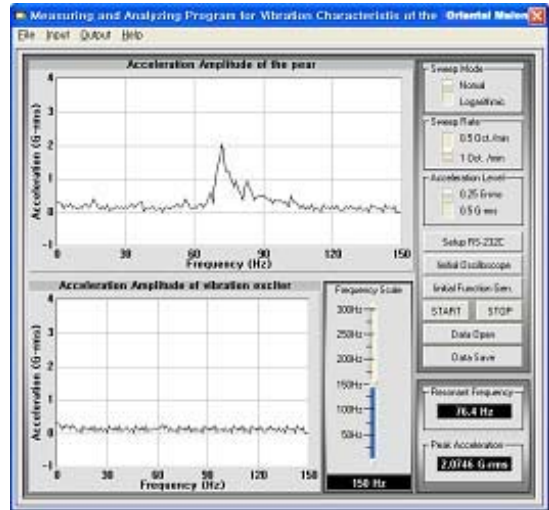 Measuring and Analyzing Program for Vibration Characteristic of the Oriental Melon
File Input Output Help
Acceleration Amplitude of the pear
Acceleration (G-rms)
4
3
2
1
0
-1
0 30 60 90 120 150
Frequency (Hz)
Sweep Mode
Normal
Logarithmic
Sweep Rate
0.5 Oct./min
1 Oct. /min
Acceleration Level
0.25 G-rms
0.5 G-rms
Setup RS-232C
Initial Oscilloscope
Initial Function Gen.
START STOP
Data Open
Data Save
Acceleration Amplitude of vibration exciter
Acceleration (G-rms)
4
3
2
1
0
-1
0 30 60 90 120 150
Frequency (Hz)
Frequency Scale
300Hz
250Hz
200Hz
150Hz
100Hz
50Hz
150 Hz
Resonant Frequency
76.4 Hz
Peak Acceleration
2.0746 G-rms